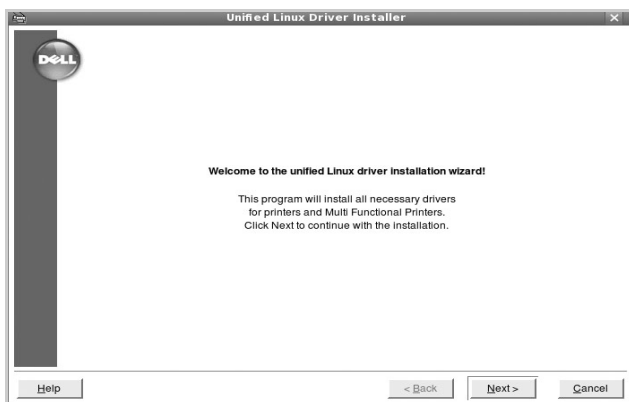 Unified Linux Driver Installer
DELL
Welcome to the unified Linux driver installation wizard!
This program will install all necessary drivers
for printers and Multi Functional Printers.
Click Next to continue with the installation.
Help
< Back
Next >
Cancel